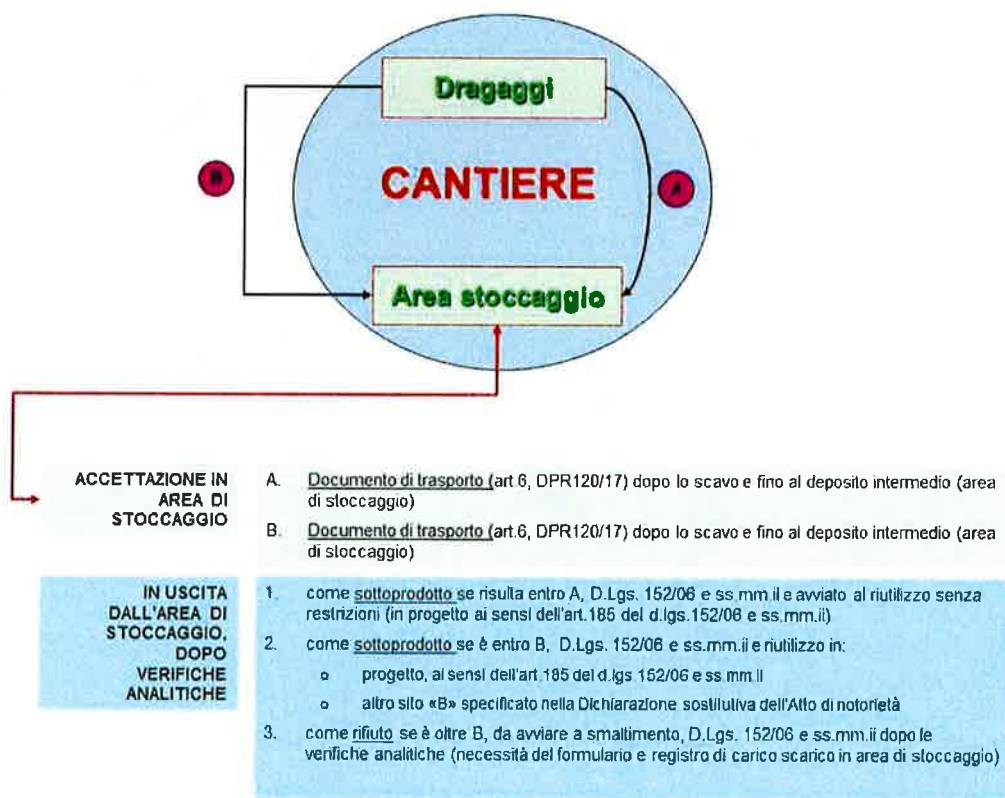 Dragaggi
B
CANTIERE
A
Area stoccaggio
ACCETTAZIONE IN
AREA DI
STOCCAGGIO
A. Documento di trasporto (art.6, DPR120/17) dopo lo scavo e fino al deposito intermedio (area
di stoccaggio)
B. Documento di trasporto (art.6, DPR120/17) dopo lo scavo e fino al deposito intermedio (area
di stoccaggio)
IN USCITA
DALL'AREA DI
STOCCAGGIO,
DOPO
VERIFICHE
ANALITICHE
1. come sottoprodotto se risulta entro A, D.Lgs. 152/06 e ss.mm.ii e avviato al riutilizzo senza
restrizioni (in progetto ai sensi dell'art.185 del d.lgs.152/06 e ss.mm.ii)
2. come sottoprodotto se è entro B, D.Lgs. 152/06 e ss.mm.ii e riutilizzo in:
o progetto, ai sensi dell'art.185 del d.lgs 152/06 e ss.mm.ii
o altro sito «B» specificato nella Dichiarazione sostitutiva dell'Atto di notorietà
3. come rifiuto se è oltre B, da avviare a smaltimento, D.Lgs. 152/06 e ss.mm.ii dopo le
verifiche analitiche (necessità del formulario e registro di carico scarico in area di stoccaggio)